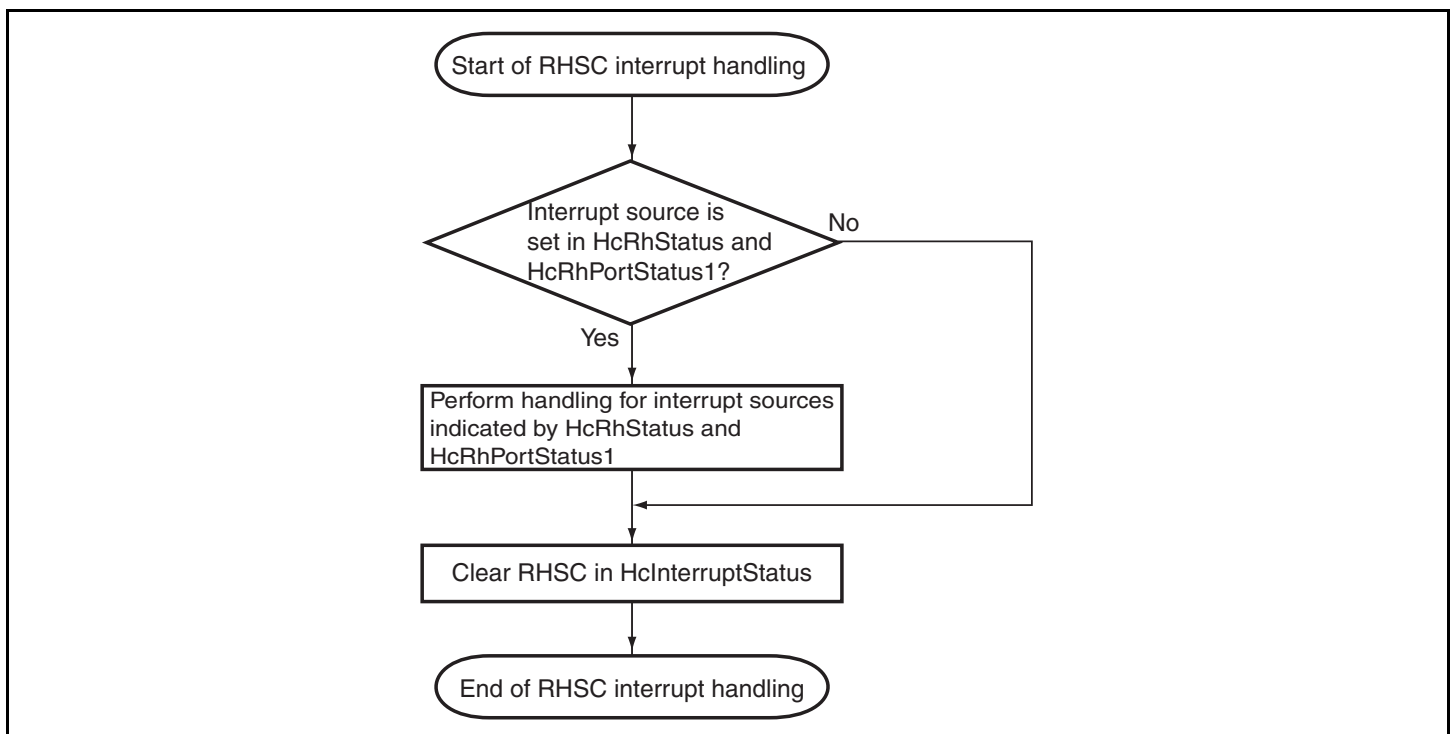 Start of RHSC interrupt handling
Interrupt source is
set in HcRhStatus and
HcRhPortStatus1?
No
Yes
Perform handling for interrupt sources
indicated by HcRhStatus and
HcRhPortStatus1
Clear RHSC in HcInterruptStatus
End of RHSC interrupt handling